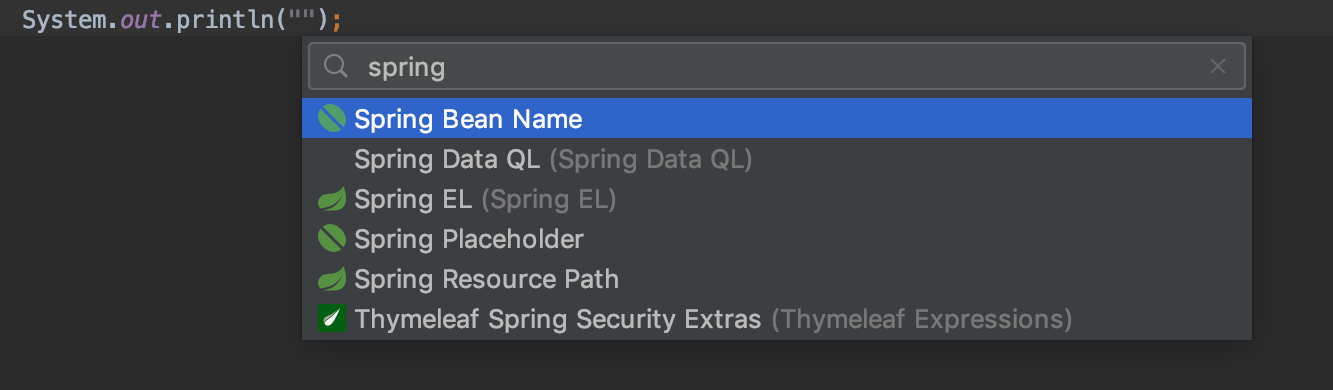 System.out.println("");
spring
Spring Bean Name
Spring Data QL (Spring Data QL)
Spring EL (Spring EL)
Spring Placeholder
Spring Resource Path
Thymeleaf Spring Security Extras (Thymeleaf Expressions)